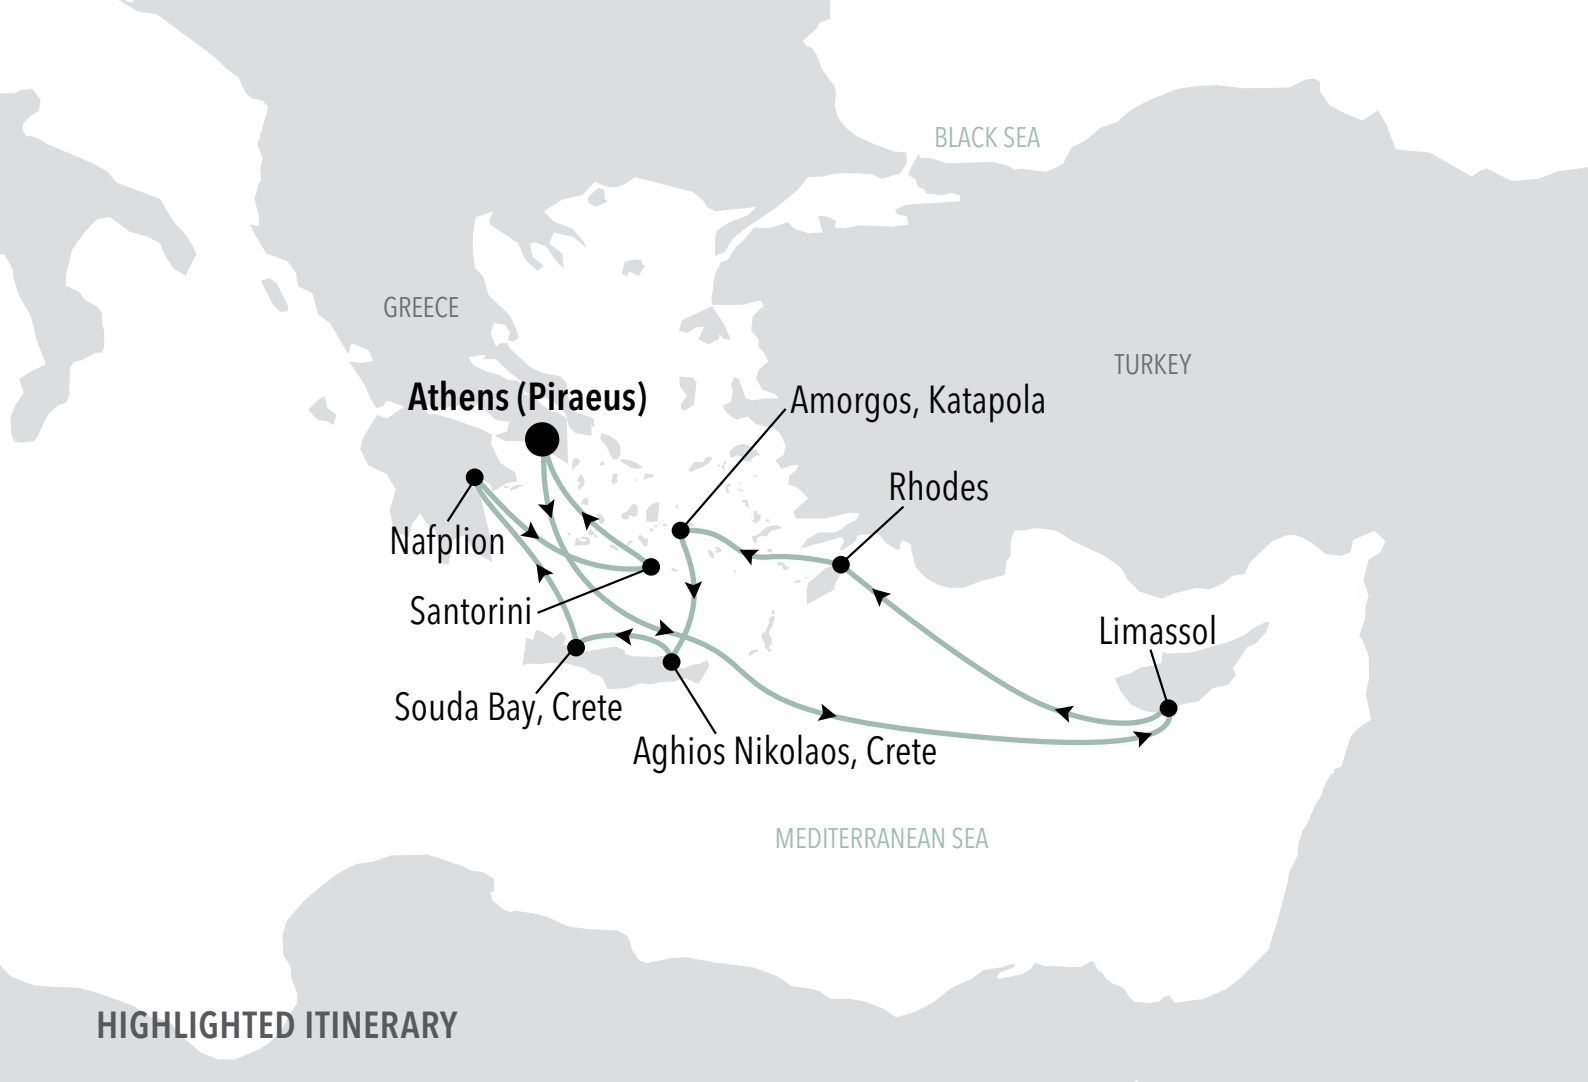 BLACK SEA
GREECE
TURKEY
Athens (Piraeus)
Amorgos, Katapola
Rhodes
Nafplion
Santorini
Limassol
Souda Bay, Crete
Aghios Nikolaos, Crete
MEDITERRANEAN SEA
HIGHLIGHTED ITINERARY